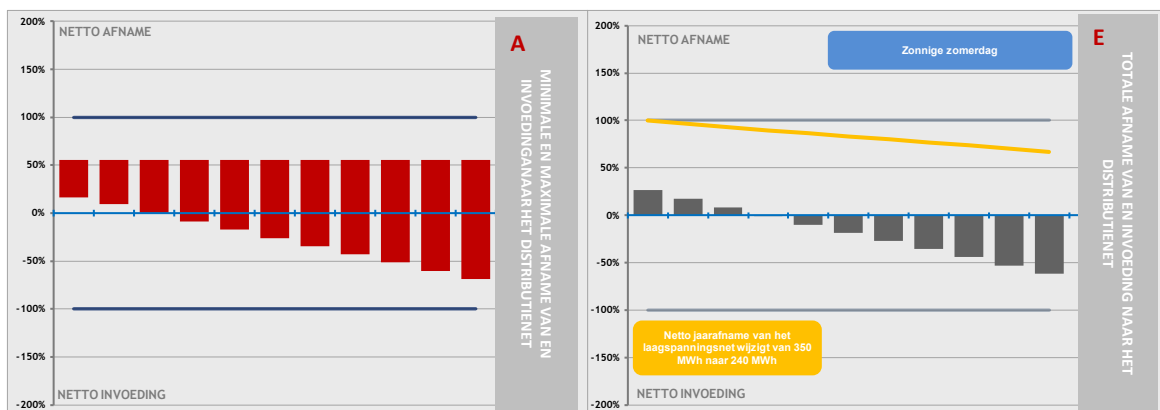 200%
NETTO AFNAME
150%
100%
50%
0%
-50%
-100%
-150%
NETTO INVOEDING
-200%
A
MINIMALE EN MAXIMALE AFNAME VAN EN
INVOEDINGANAAR HET DISTRIBUTIENET
200%
NETTO AFNAME
150%
100%
50%
0%
-50%
-100%
-150%
NETTO INVOEDING
-200%
Zonnige zomerdag
Netto jaarafname van het
laagspanningsnet wijzigt van 350
MWh naar 240 MWh
E
TOTALE AFNAME VAN EN INVOEDING NAAR HET
DISTRIBUTIENET